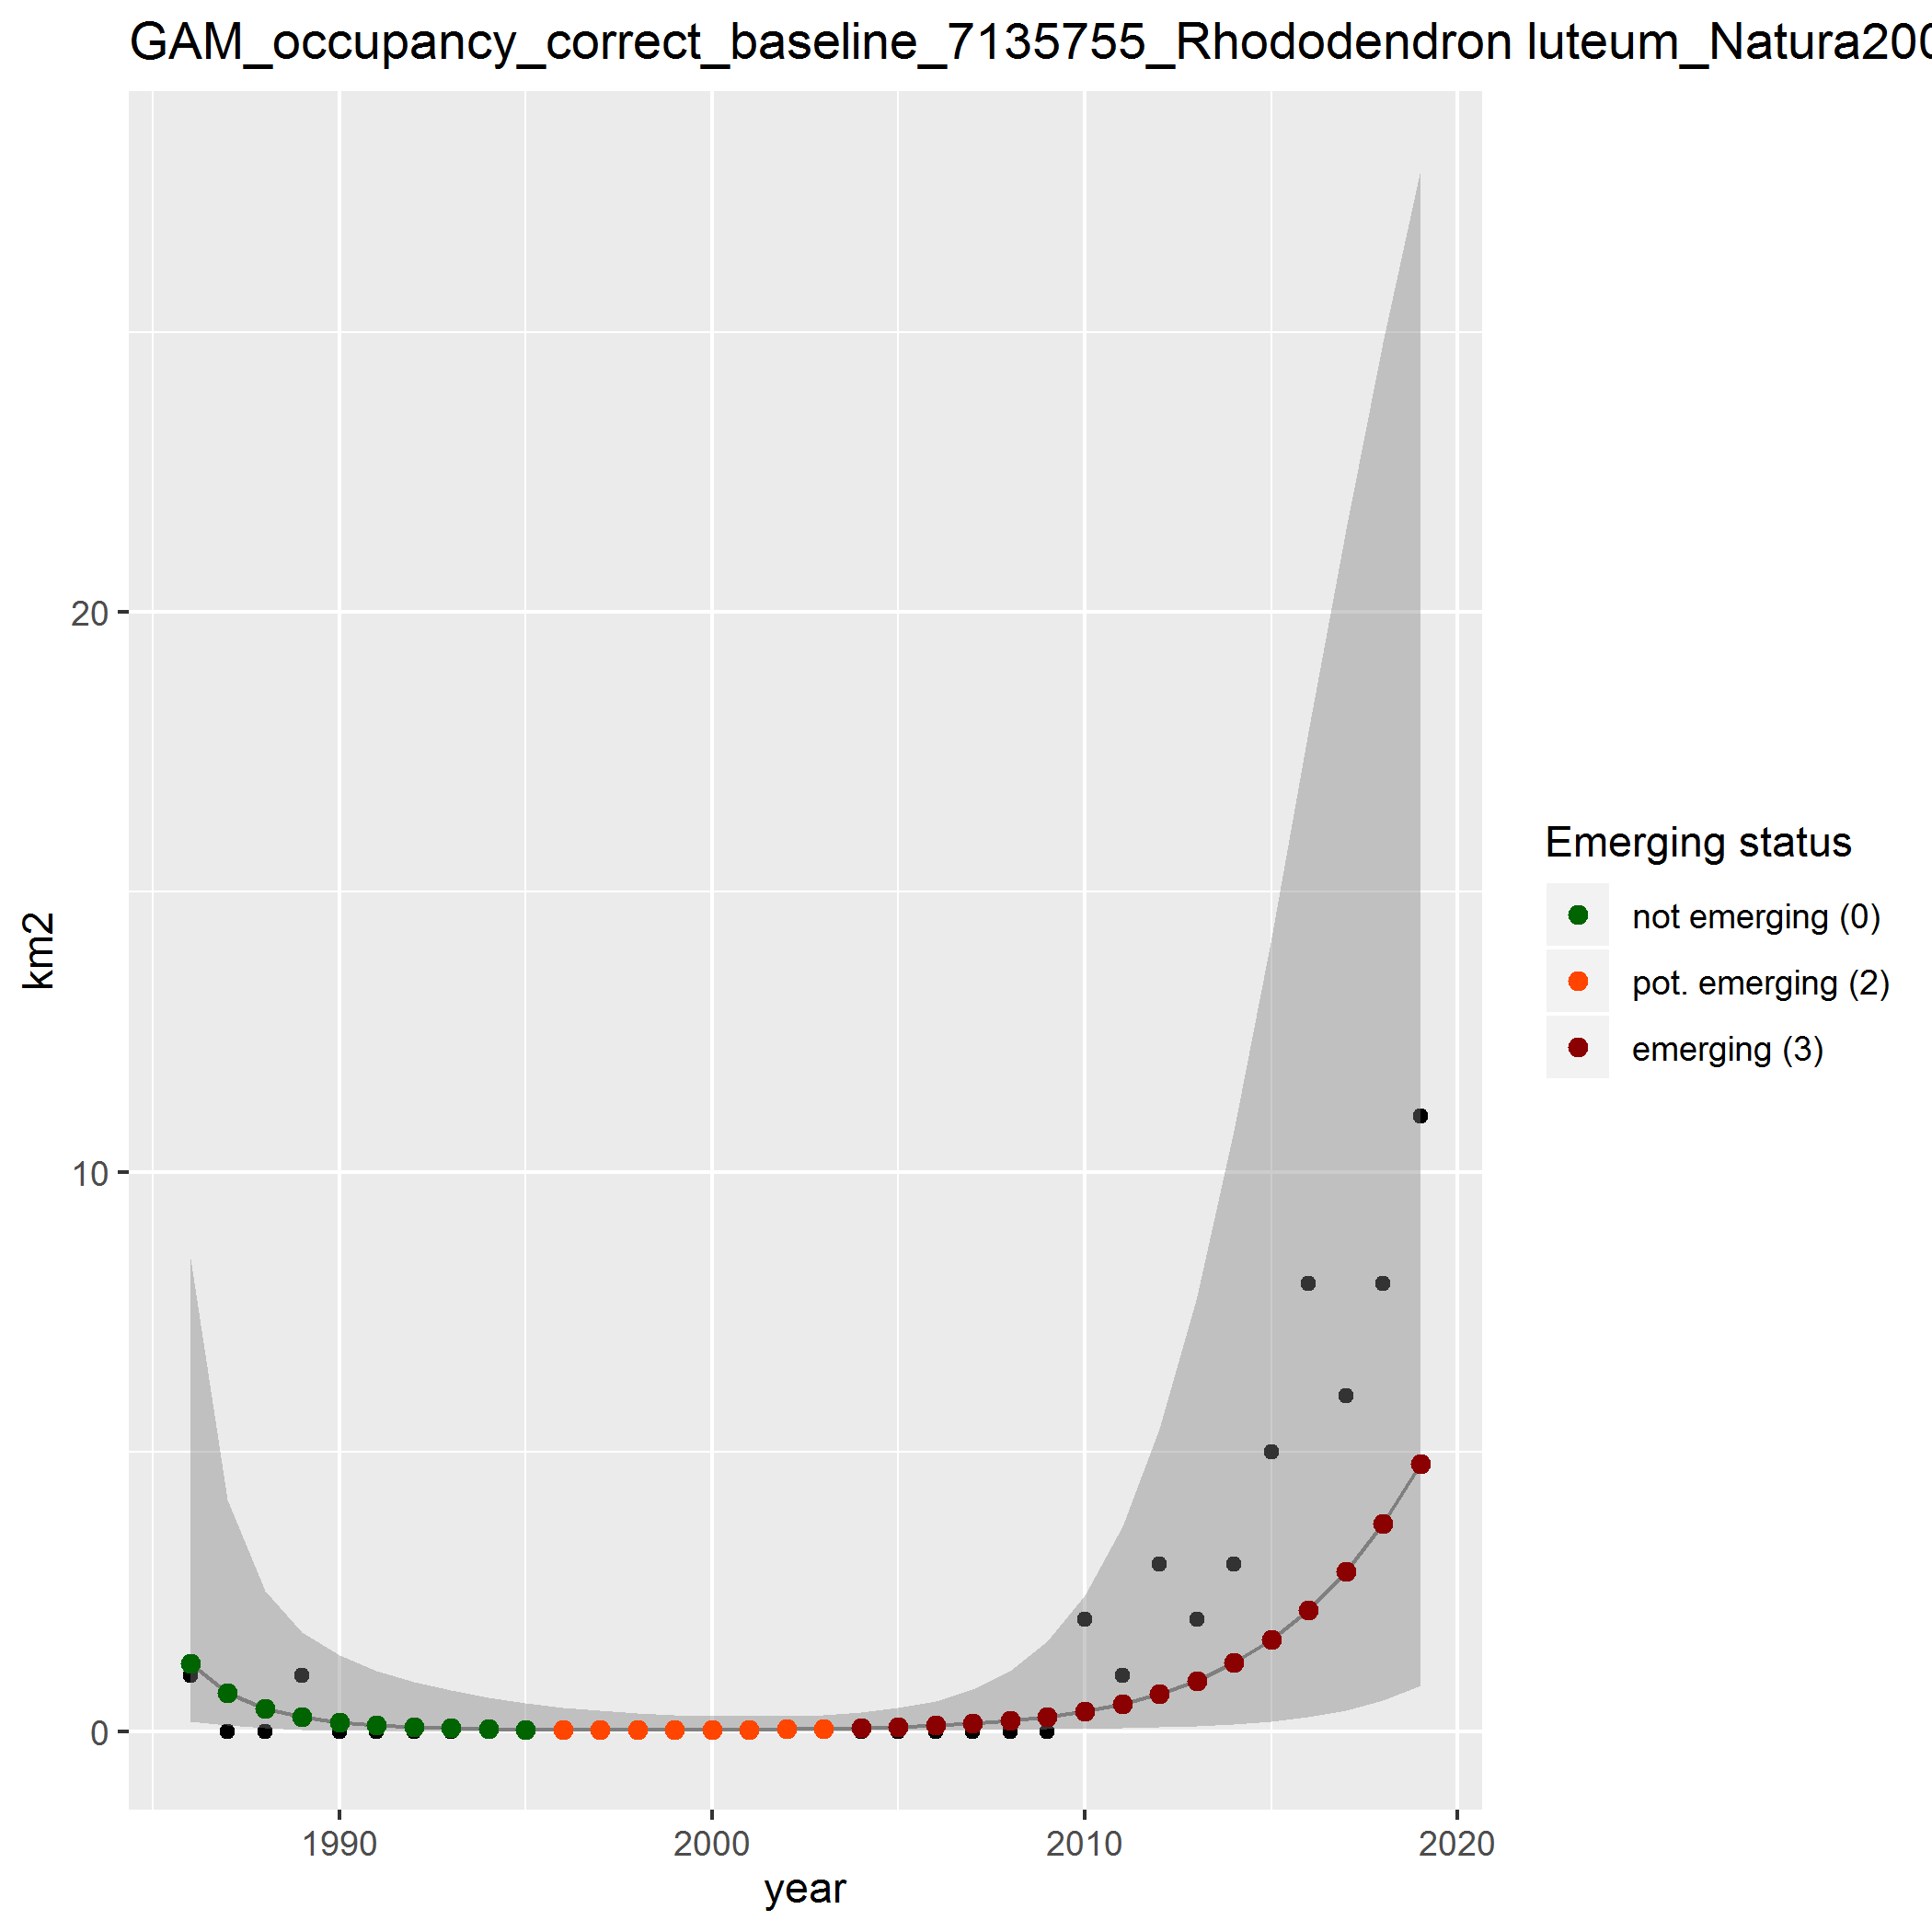 GAM_occupancy_correct_baseline_7135755_Rhododendron luteum_Natura200
20
10
0
km2
1990 2000 2010 2020
year
Emerging status
not emerging (0)
pot. emerging (2)
emerging (3)